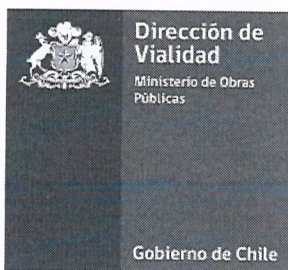 Dirección de
Vialidad
Ministerio de Obras
Públicas
Gobierno de Chile